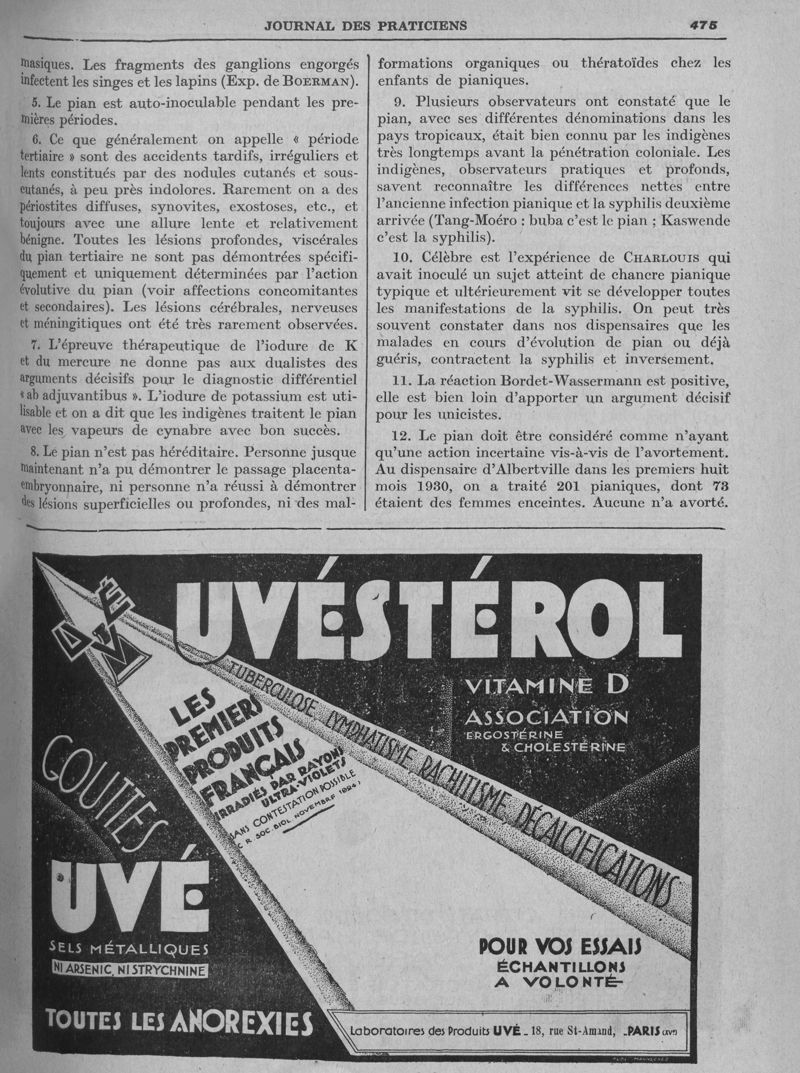 JOURNAL DES PRATICIENS 475
masiques. Les fragments des ganglions engorgés
infectent les singes et les lapins (Exp. de BOERMAN).
5. Le pian est auto-inoculable pendant les pre-
mières périodes.
6. Ce que généralement on appelle « période
tertiaire » sont des accidents tardifs, irréguliers et
lents constitués par des nodules cutanés et sous-
cutanés, à peu près indolores. Rarement on a des
périostites diffuses, synovites, exostoses, etc., et
toujours avec une allure lente et relativement
bénigne. Toutes les lésions profondes, viscérales
du pian tertiaire ne sont pas démontrées spécifi-
quement et uniquement déterminées par l'action
évolutive du pian (voir affections concomitantes
et secondaires). Les lésions cérébrales, nerveuses
et méningitiques ont été très rarement observées.
7. L'épreuve thérapeutique de l'iodure de K
et du mercure ne donne pas aux dualistes des
arguments décisifs pour le diagnostic différentiel
« ab adjuvantibus ». L'iodure de potassium est uti-
lisable et on a dit que les indigènes traitent le pian
avec les vapeurs de cynabre avec bon succès.
8. Le pian n'est pas héréditaire. Personne jusque
maintenant n'a pu démontrer le passage placenta-
embryonnaire, ni personne n'a réussi à démontrer
des lésions superficielles ou profondes, ni des mal-
formations organiques ou thératoïdes chez les
enfants de pianiques.
9. Plusieurs observateurs ont constaté que le
pian, avec ses différentes dénominations dans les
pays tropicaux, était bien connu par les indigènes
très longtemps avant la pénétration coloniale. Les
indigènes, observateurs pratiques et profonds,
savent reconnaître les différences nettes entre
l'ancienne infection pianique et la syphilis deuxième
arrivée (Tang-Moéro : buba c'est le pian ; Kaswende
c'est la syphilis).
10. Célèbre est l'expérience de CHARLOUIS qui
avait inoculé un sujet atteint de chancre pianique
typique et ultérieurement vit se développer toutes
les manifestations de la syphilis. On peut très
souvent constater dans nos dispensaires que les
malades en cours d'évolution de pian ou déjà
guéris, contractent la syphilis et inversement.
11. La réaction Bordet-Wassermann est positive,
elle est bien loin d'apporter un argument décisif
pour les unicistes.
12. Le pian doit être considéré comme n'ayant
qu'une action incertaine vis-à-vis de l'avortement.
Au dispensaire d'Albertville dans les premiers huit
mois 1930, on a traité 201 pianiques, dont 73
étaient des femmes enceintes. Aucune n'a avorté.
UVÉSTÉROL
VITAMINE D
ASSOCIATION
ERGOSTÉRINE
& CHOLESTÉRINE
TUBERCULOSE, LYMPHATISME, RACHITISME, DÉCALCIFICATIONS
LES
PREMIERS
PRODUITS
FRANÇAIS
IRRADIÉS PAR RAYONS
ULTRA-VIOLETS
SANS CONTESTATION POSSIBLE
C. R. SOC BIOL NOVEMBRE 1924
GOUTTES
UVÉ
SELS MÉTALLIQUES
NI ARSENIC, NI STRYCHNINE
TOUTES LES ANOREXIES
POUR VOS ESSAIS
ÉCHANTILLONS
A VOLONTÉ
Laboratoires des Produits UVÉ - 18, rue St-Amand, - PARIS (XVe)